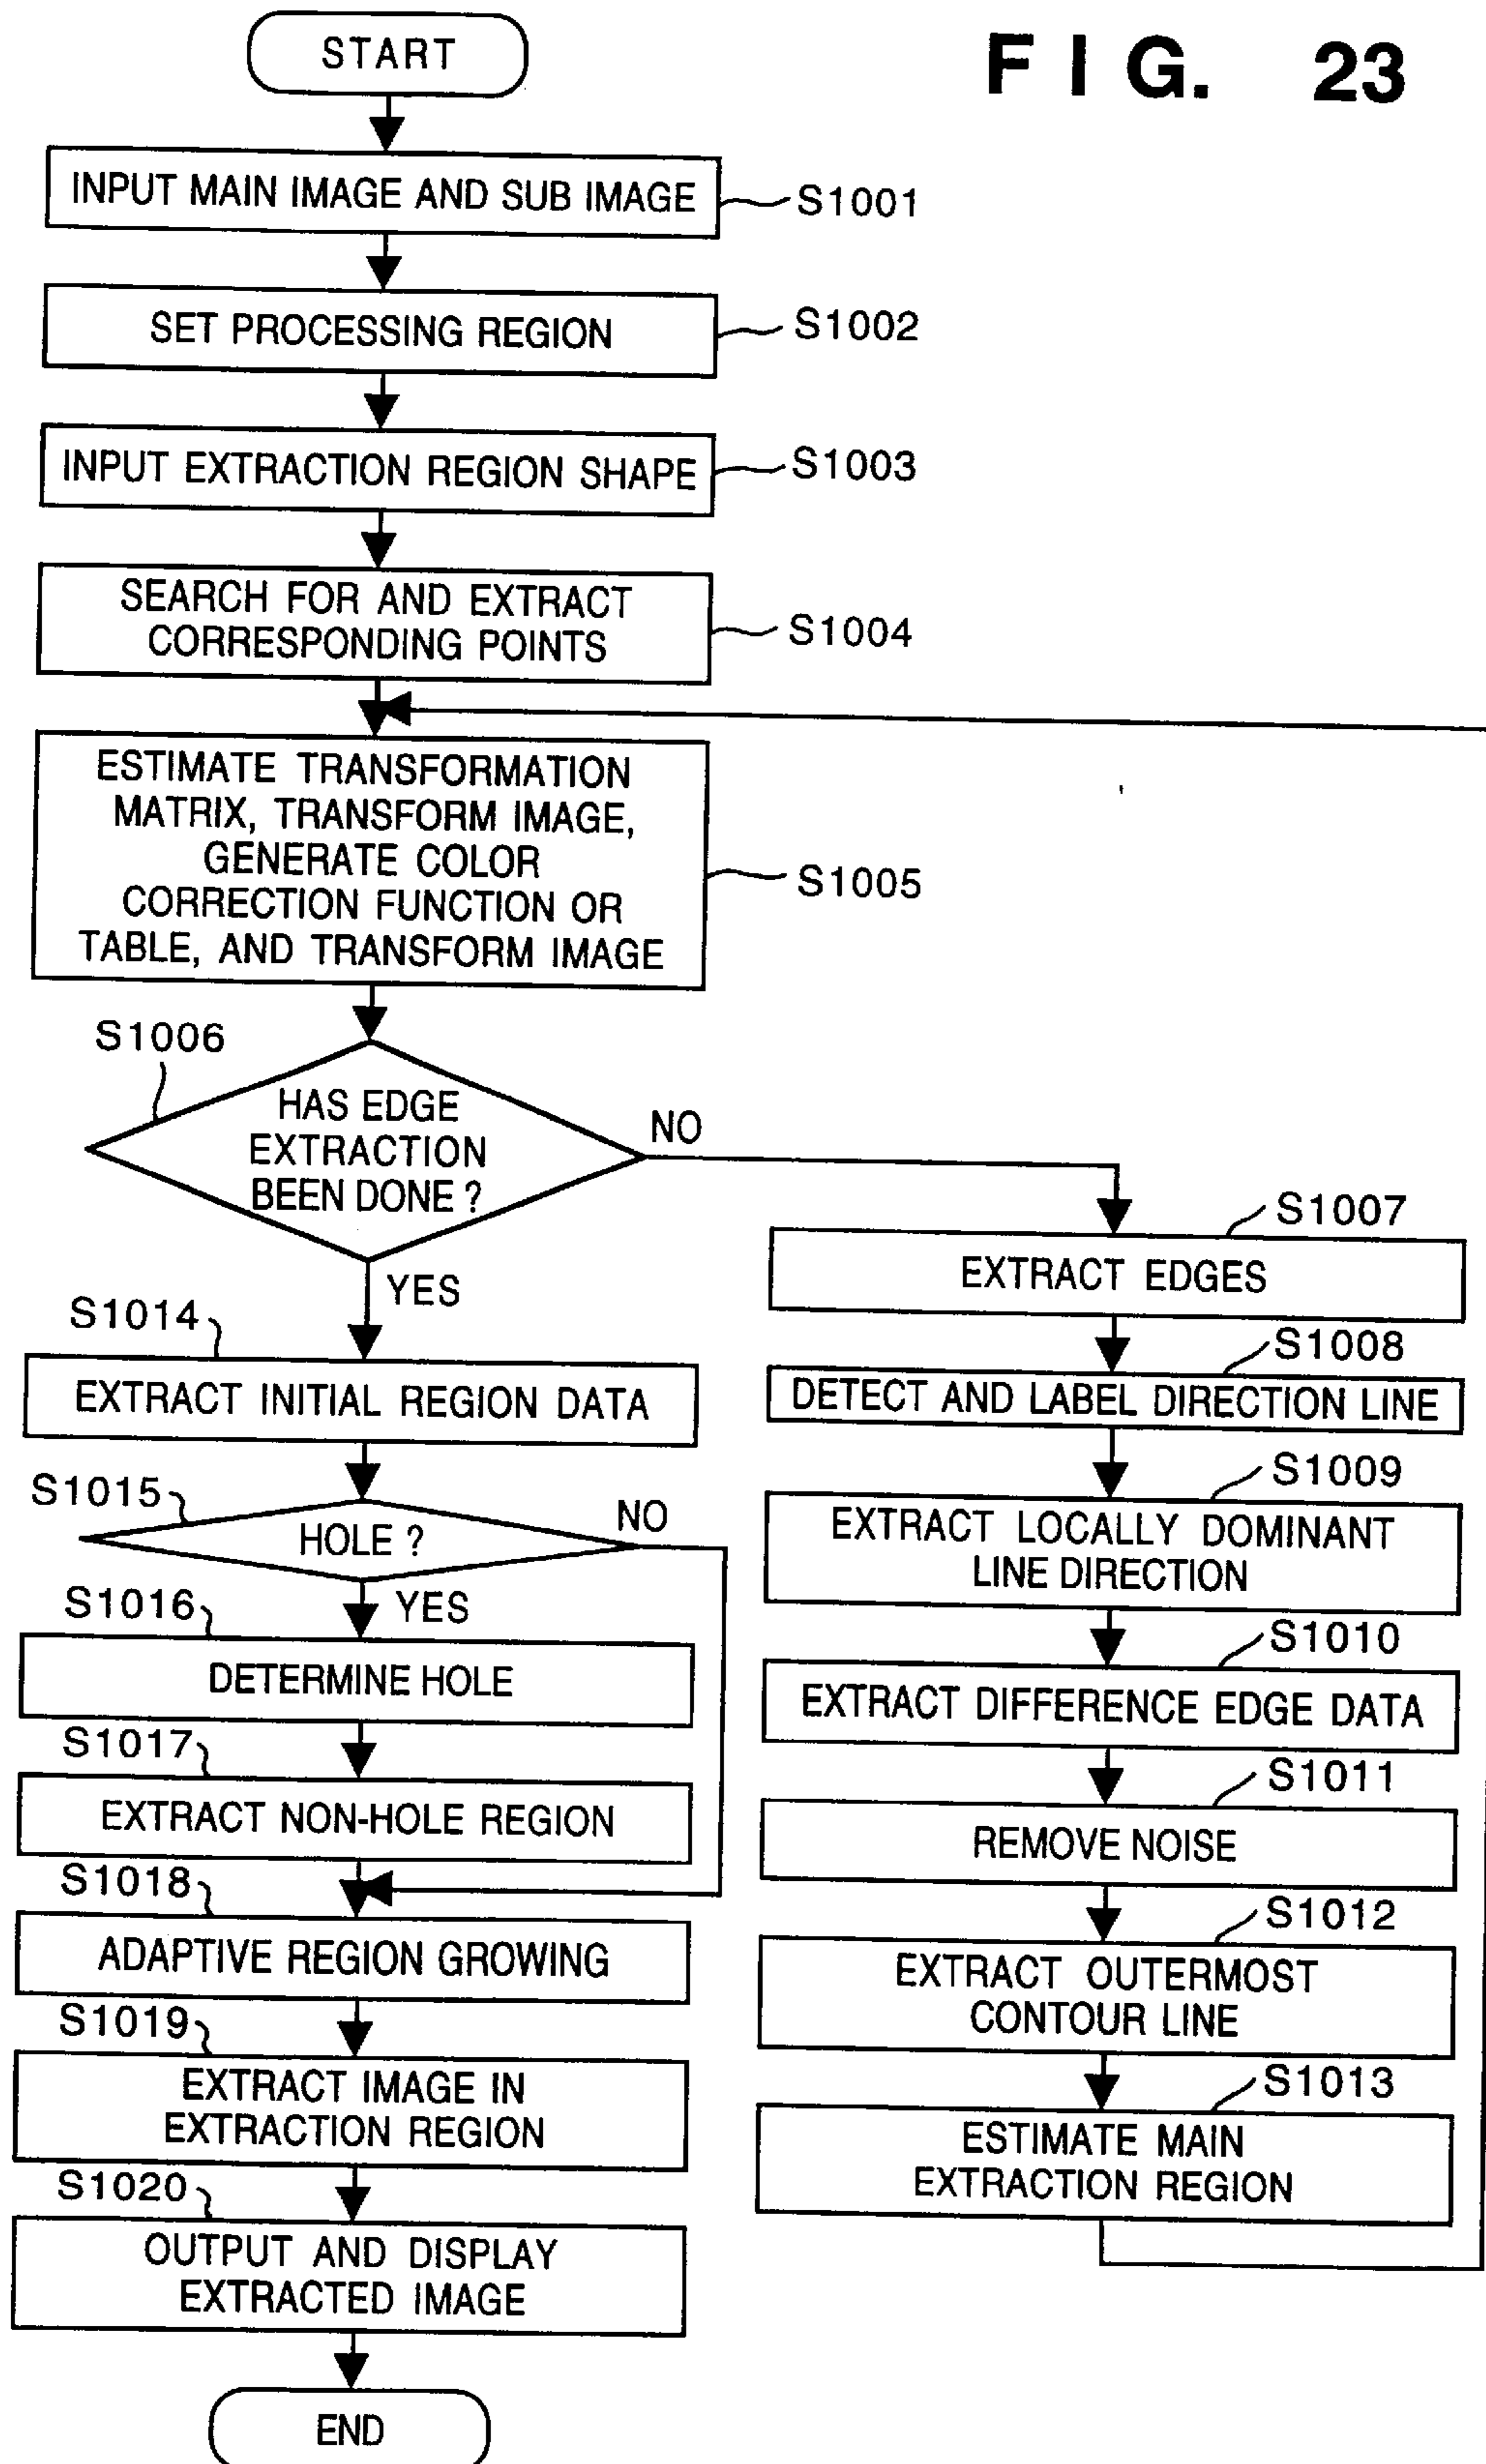 FIG. 23
START
INPUT MAIN IMAGE AND SUB IMAGE
S1001
SET PROCESSING REGION
S1002
INPUT EXTRACTION REGION SHAPE
S1003
SEARCH FOR AND EXTRACT
CORRESPONDING POINTS
S1004
ESTIMATE TRANSFORMATION
MATRIX, TRANSFORM IMAGE,
GENERATE COLOR
CORRECTION FUNCTION OR
TABLE, AND TRANSFORM IMAGE
S1005
S1006
HAS EDGE
EXTRACTION
BEEN DONE ?
NO
YES
S1014
EXTRACT INITIAL REGION DATA
S1015
HOLE ?
NO
YES
S1016
DETERMINE HOLE
S1017
EXTRACT NON-HOLE REGION
S1018
ADAPTIVE REGION GROWING
S1019
EXTRACT IMAGE IN
EXTRACTION REGION
S1020
OUTPUT AND DISPLAY
EXTRACTED IMAGE
END
S1007
EXTRACT EDGES
S1008
DETECT AND LABEL DIRECTION LINE
S1009
EXTRACT LOCALLY DOMINANT
LINE DIRECTION
S1010
EXTRACT DIFFERENCE EDGE DATA
S1011
REMOVE NOISE
S1012
EXTRACT OUTERMOST
CONTOUR LINE
S1013
ESTIMATE MAIN
EXTRACTION REGION